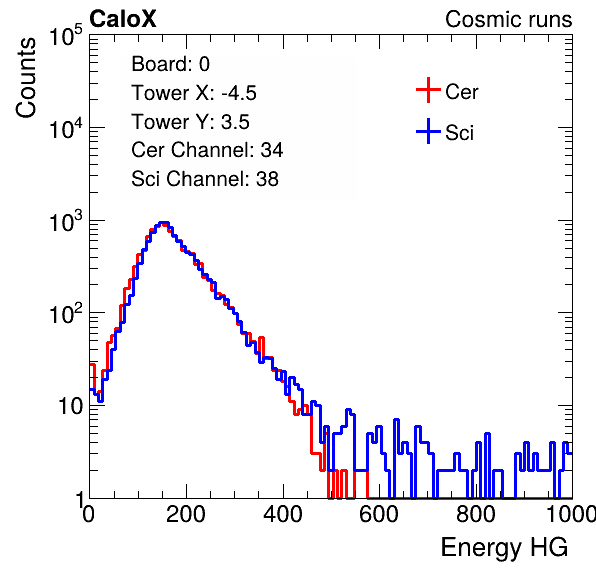 CaloX Cosmic runs
Counts
10^5
10^4
10^3
10^2
10
1
Board: 0
Tower X: -4.5
Tower Y: 3.5
Cer Channel: 34
Sci Channel: 38
Cer
Sci
0 200 400 600 800 1000
Energy HG